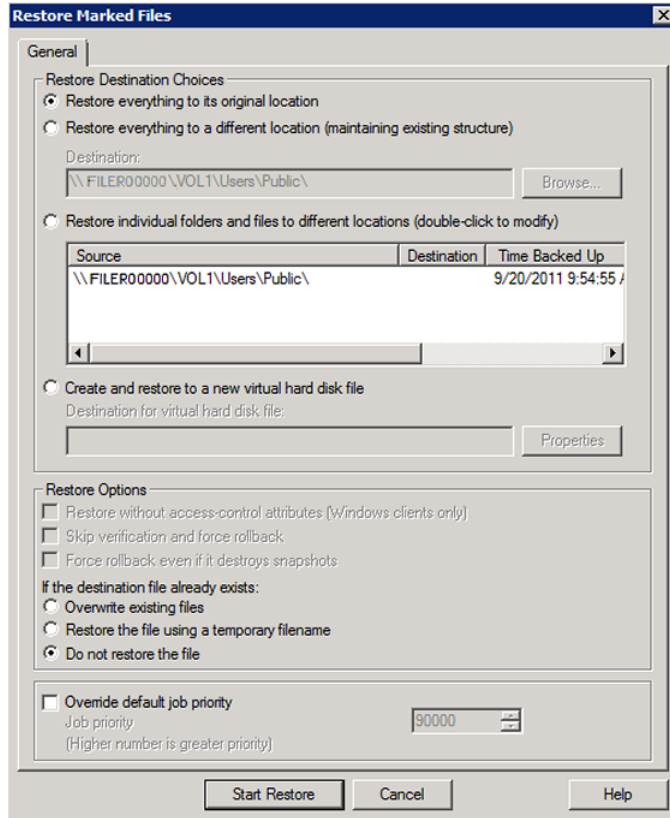 Restore Marked Files
General
Restore Destination Choices
Restore everything to its original location
Restore everything to a different location (maintaining existing structure)
Destination:
\\ FILER00000\VOL1\Users\Public\
Browse...
Restore individual folders and files to different locations (double-click to modify)
Source Destination Time Backed Up
\\ FILER00000\VOL1\Users\Public\ 9/20/2011 9:54:55
Create and restore to a new virtual hard disk file
Destination for virtual hard disk file:
Properties
Restore Options
Restore without access-control attributes (Windows clients only)
Skip verification and force rollback
Force rollback even if it destroys snapshots
If the destination file already exists:
Overwrite existing files
Restore the file using a temporary filename
Do not restore the file
Override default job priority
Job priority 90000
(Higher number is greater priority)
Start Restore Cancel Help